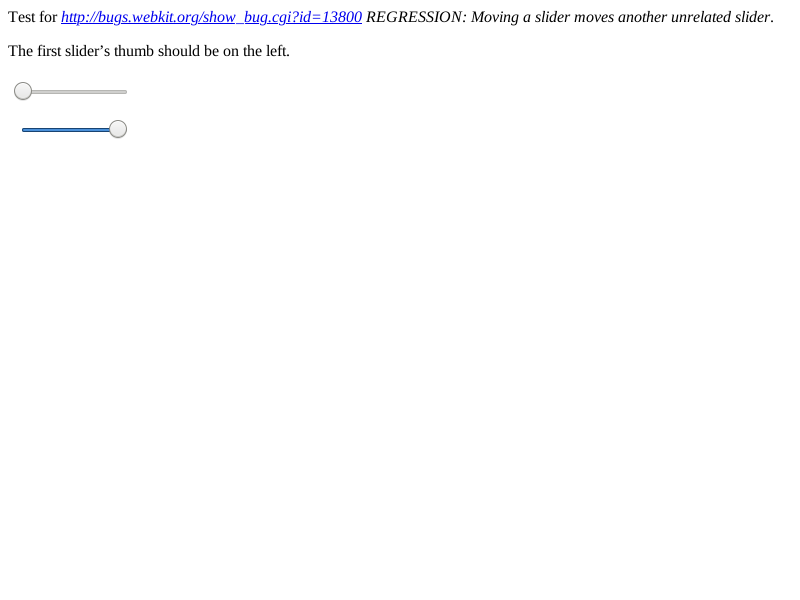 Test for http://bugs.webkit.org/show_bug.cgi?id=13800 REGRESSION: Moving a slider moves another unrelated slider.
The first slider’s thumb should be on the left.